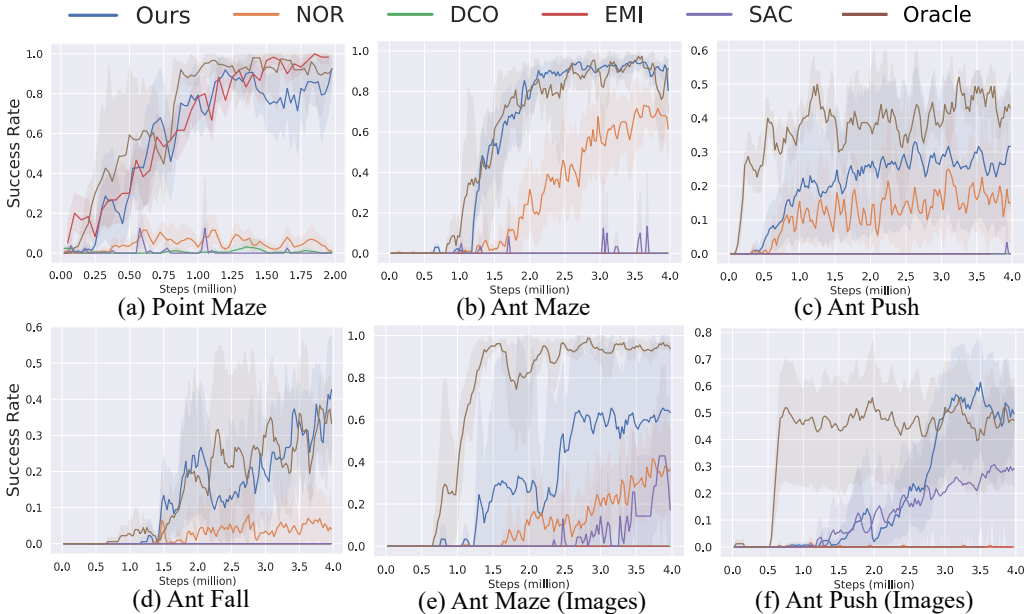 Ours NOR DCO EMI SAC Oracle
Success Rate
1.0
0.8
0.6
0.4
0.2
0.0
0.00 0.25 0.50 0.75 1.00 1.25 1.50 1.75 2.00
Steps (million)
(a) Point Maze
1.0
0.8
0.6
0.4
0.2
0.0
0.0 0.5 1.0 1.5 2.0 2.5 3.0 3.5 4.0
Steps (million)
(b) Ant Maze
0.6
0.5
0.4
0.3
0.2
0.1
0.0
0.0 0.5 1.0 1.5 2.0 2.5 3.0 3.5 4.0
Steps (million)
(c) Ant Push
Success Rate
0.6
0.5
0.4
0.3
0.2
0.1
0.0
0.0 0.5 1.0 1.5 2.0 2.5 3.0 3.5 4.0
Steps (million)
(d) Ant Fall
1.0
0.8
0.6
0.4
0.2
0.0
0.0 0.5 1.0 1.5 2.0 2.5 3.0 3.5 4.0
Steps (million)
(e) Ant Maze (Images)
0.8
0.7
0.6
0.5
0.4
0.3
0.2
0.1
0.0
0.0 0.5 1.0 1.5 2.0 2.5 3.0 3.5 4.0
Steps (million)
(f) Ant Push (Images)